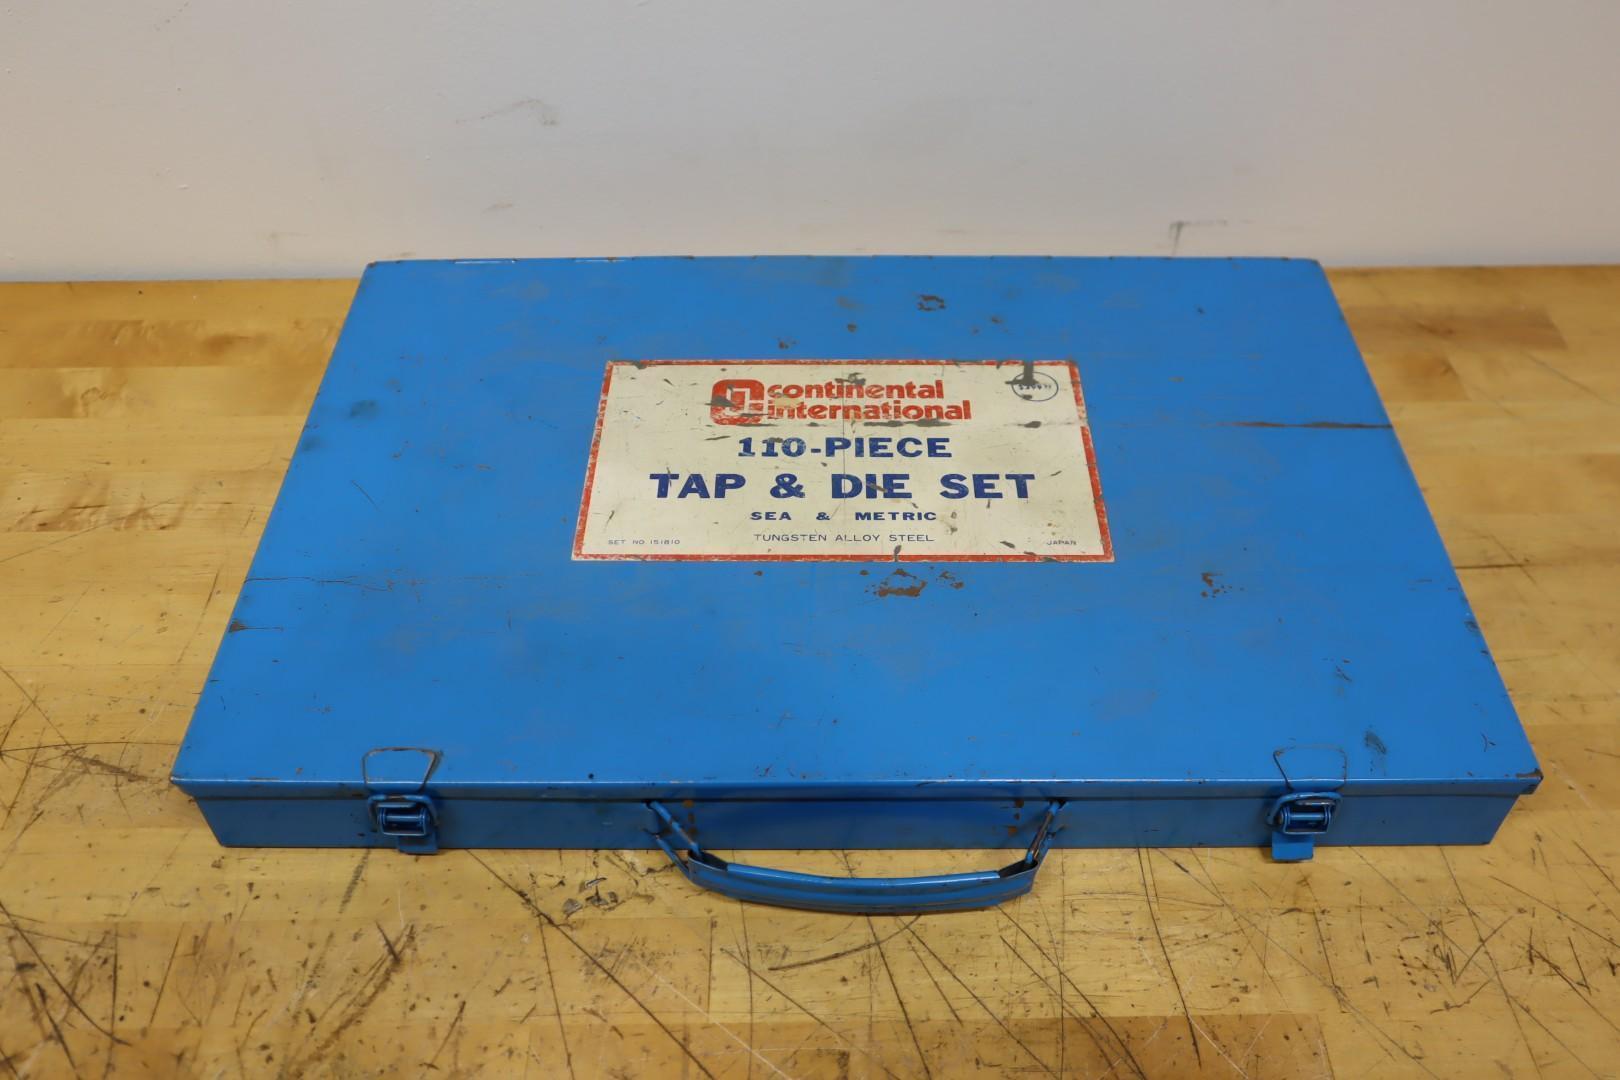 continental
international
110-PIECE
TAP & DIE SET
SEA & METRIC
TUNGSTEN ALLOY STEEL
SET NO. 151810
JAPAN